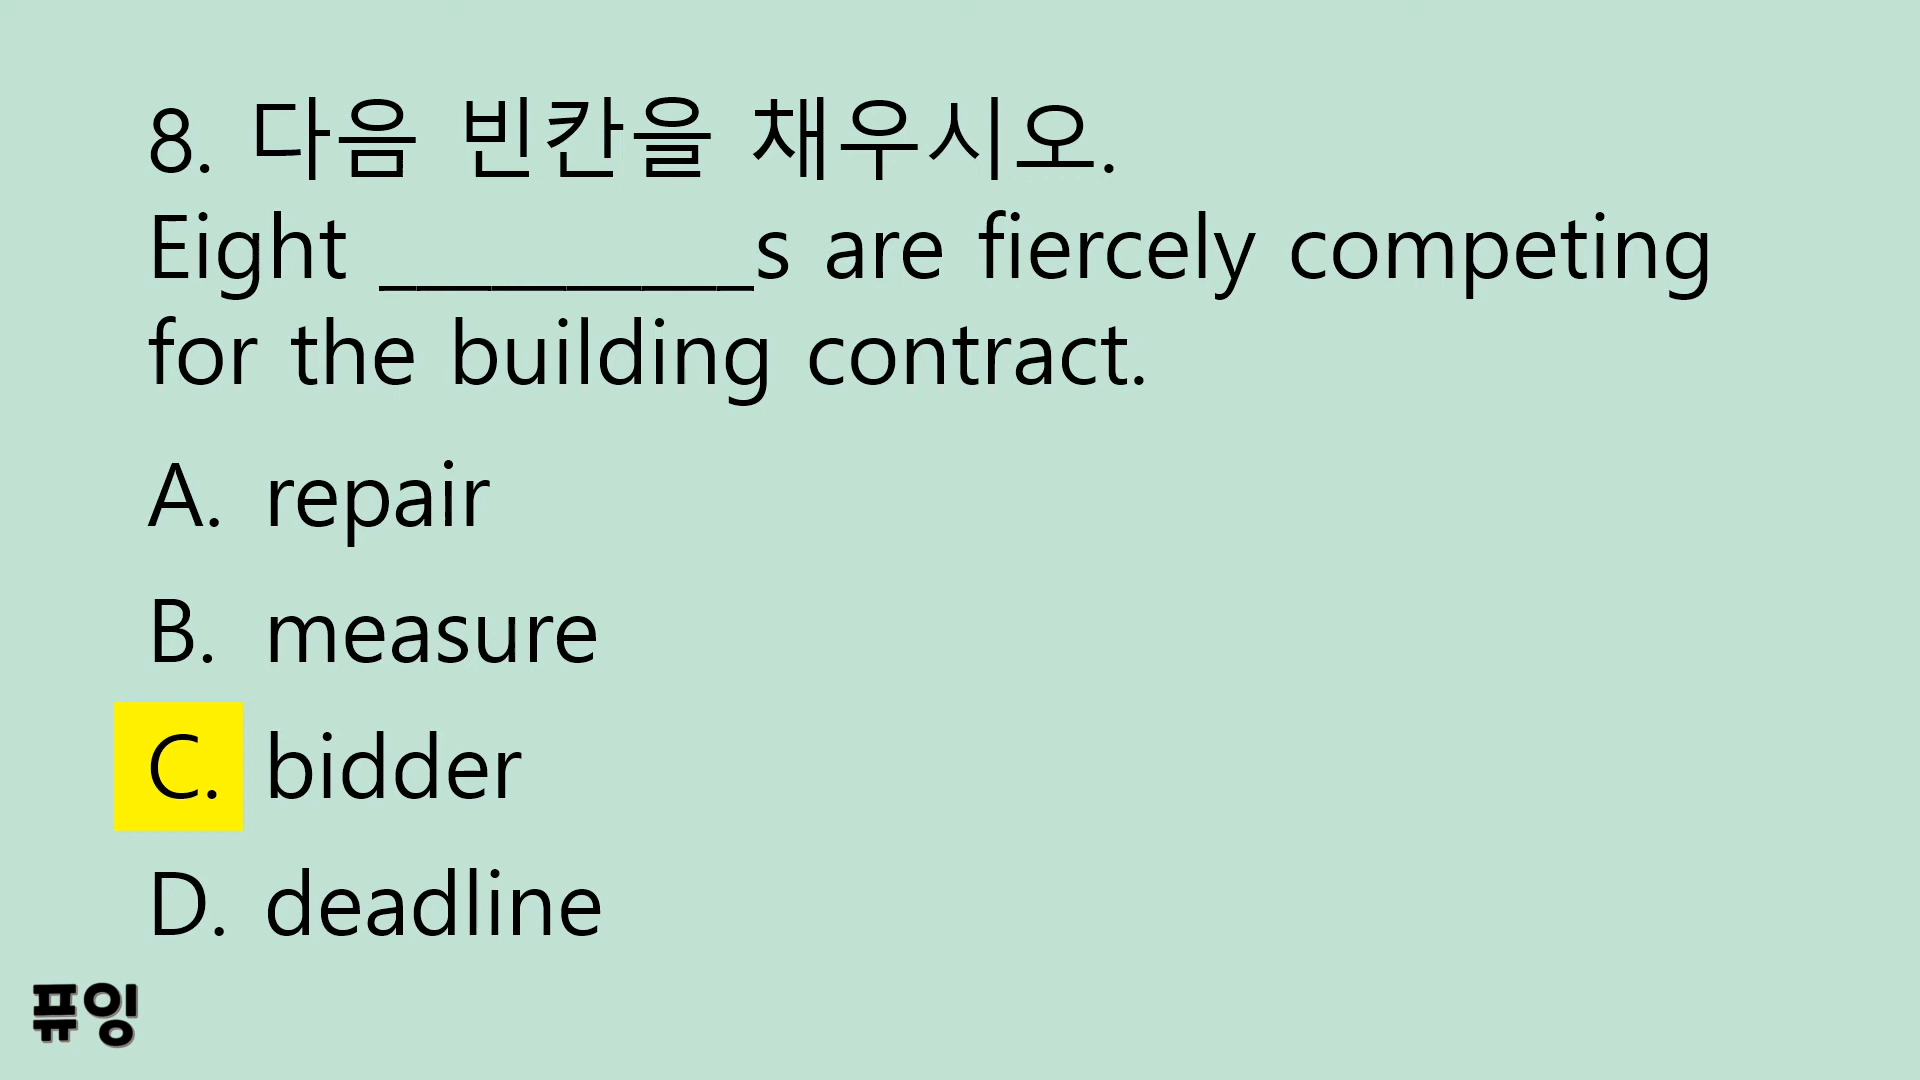 8. 다음 빈칸을 채우시오.
Eight __________s are fiercely competing
for the building contract.
A. repair
B. measure
C. bidder
D. deadline
퓨잉